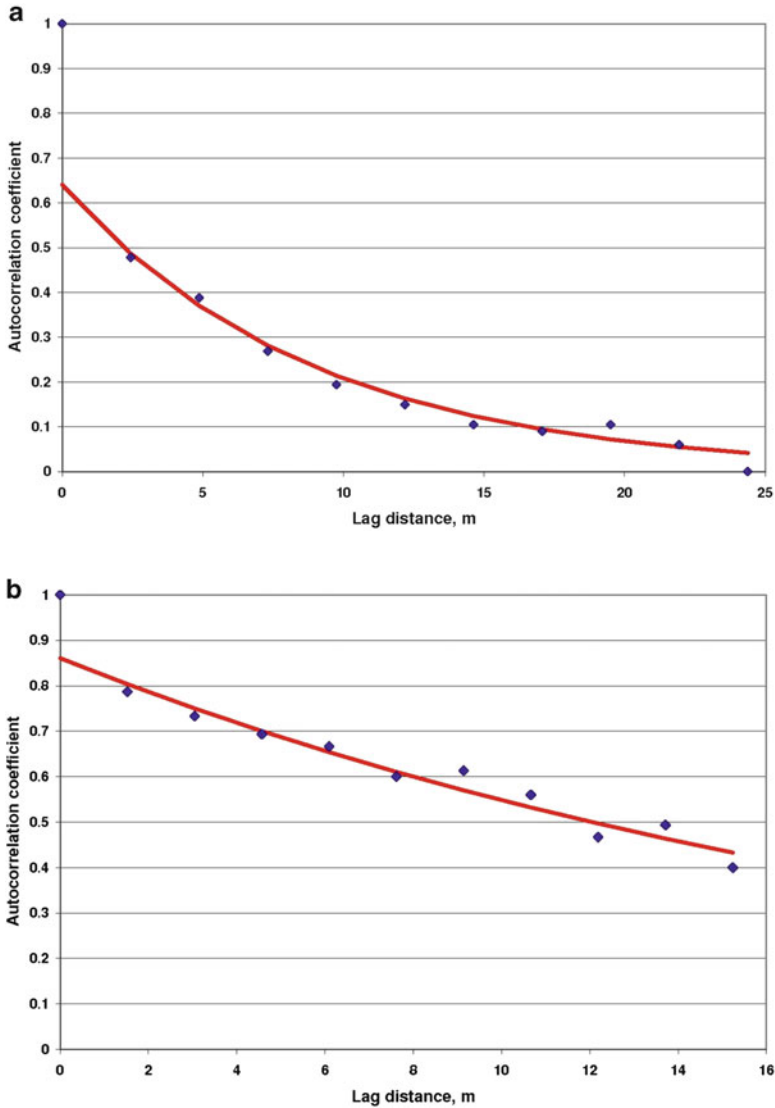 a
1
0.9
0.8
0.7
0.6
0.5
0.4
0.3
0.2
0.1
0
Autocorrelation coefficient
0 5 10 15 20 25
Lag distance, m
b
1
0.9
0.8
0.7
0.6
0.5
0.4
0.3
0.2
0.1
0
Autocorrelation coefficient
0 2 4 6 8 10 12 14 16
Lag distance, m